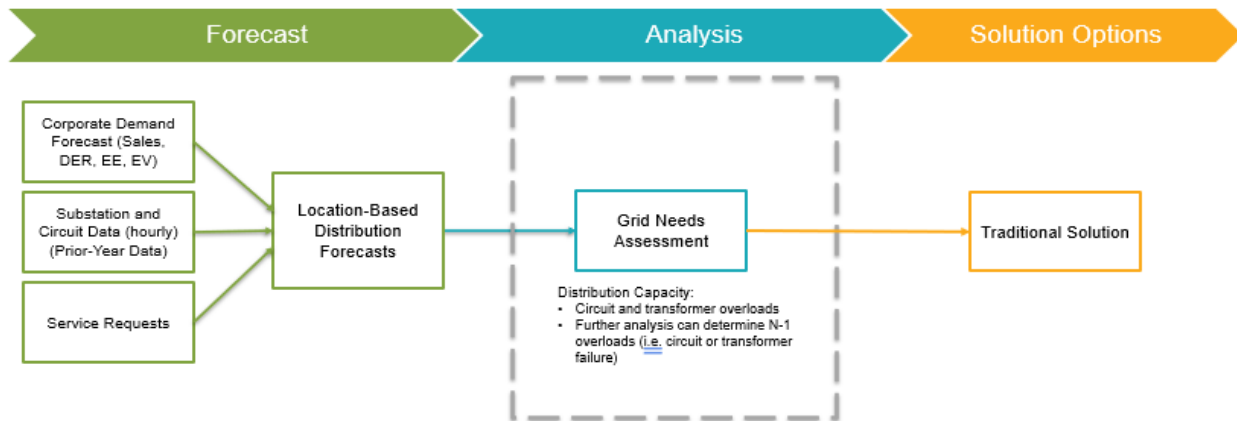 Forecast
Analysis
Solution Options
Corporate Demand
Forecast (Sales,
DER, EE, EV)
Substation and
Circuit Data (hourly)
(Prior-Year Data)
Service Requests
Location-Based
Distribution
Forecasts
Grid Needs
Assessment
Distribution Capacity:
• Circuit and transformer overloads
• Further analysis can determine N-1
overloads (i.e. circuit or transformer
failure)
Traditional Solution